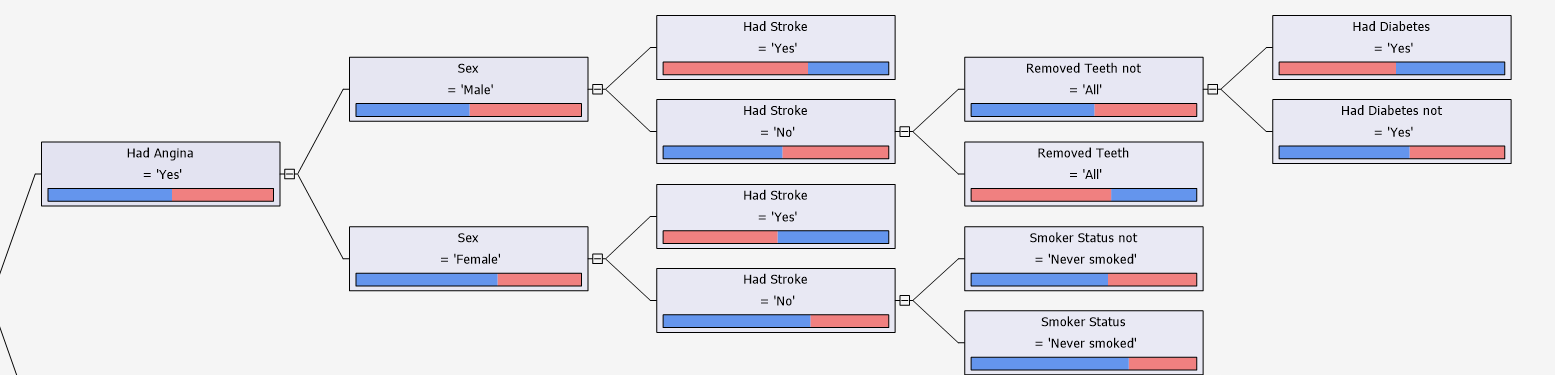 Had Angina
= 'Yes'
Sex
= 'Male'
Had Stroke
= 'Yes'
Had Stroke
= 'No'
Removed Teeth not
= 'All'
Had Diabetes
= 'Yes'
Had Diabetes not
= 'Yes'
Removed Teeth
= 'All'
Sex
= 'Female'
Had Stroke
= 'Yes'
Had Stroke
= 'No'
Smoker Status not
= 'Never smoked'
Smoker Status
= 'Never smoked'